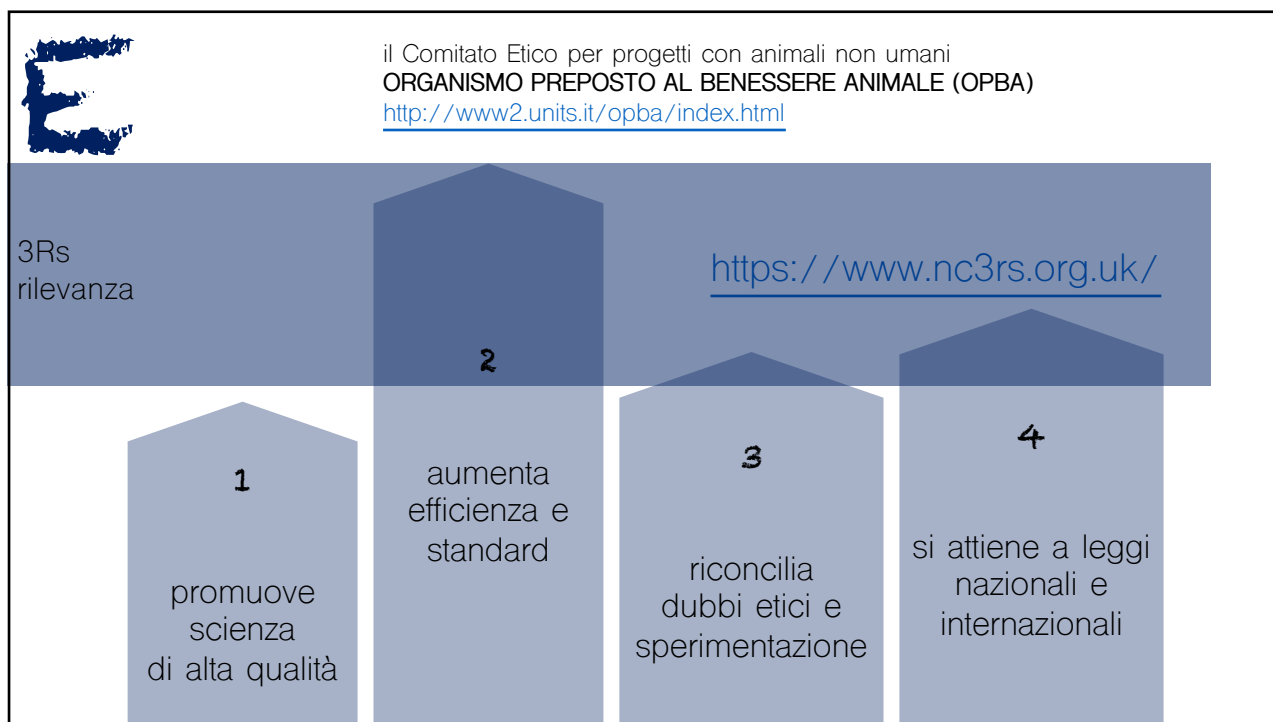 E
il Comitato Etico per progetti con animali non umani
ORGANISMO PREPOSTO AL BENESSERE ANIMALE (OPBA)
http://www2.units.it/opba/index.html
3Rs
rilevanza
https://www.nc3rs.org.uk/
1
promuove
scienza
di alta qualità
2
aumenta
efficienza e
standard
3
riconcilia
dubbi etici e
sperimentazione
4
si attiene a leggi
nazionali e
internazionali